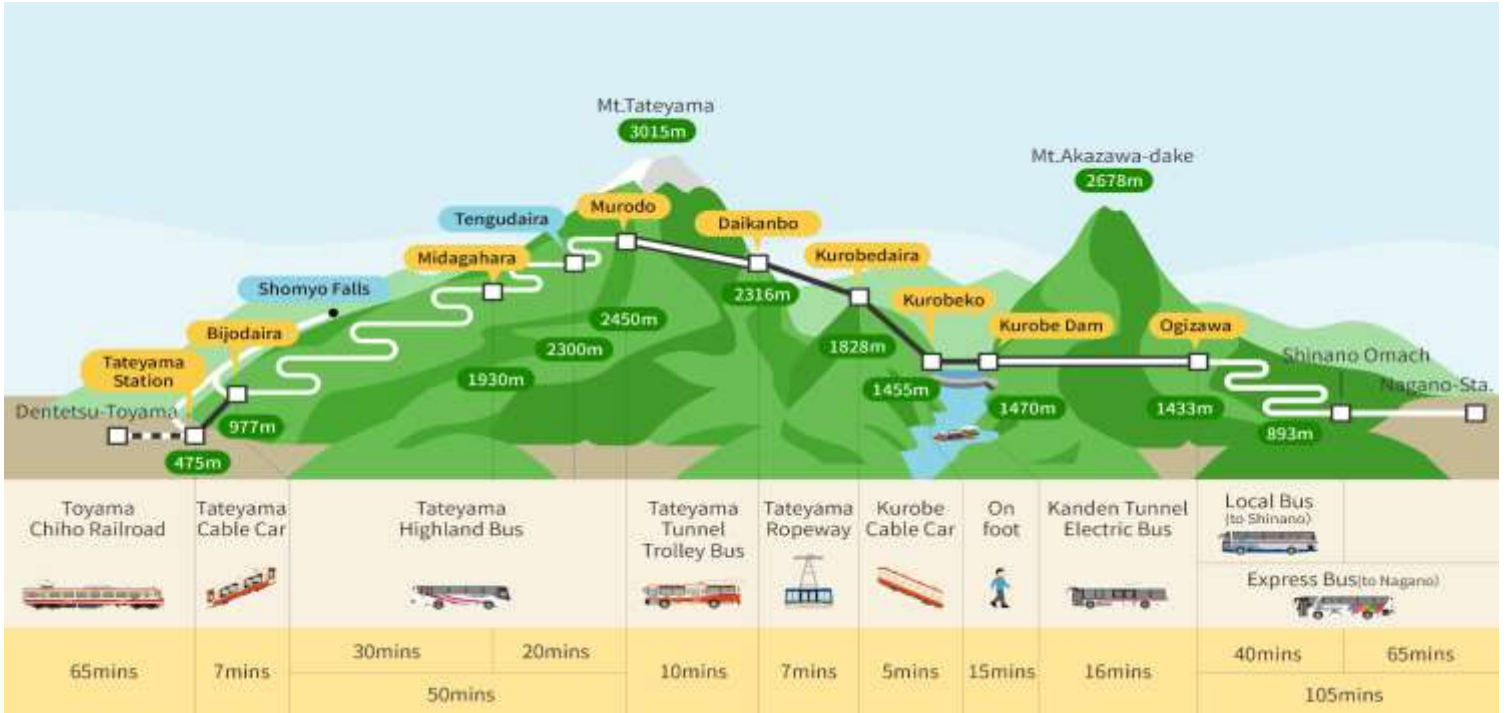 Mt.Tateyama
3015m
Mt.Akazawa-dake
2678m
Murodo
Tengudaira
Daikanbo
Midagahara
Kurobedaira
Shomyo Falls
2316m
Kurobeko
2450m
Bijodaira
Kurobe Dam
Ogizawa
2300m
1828m
Tateyama
Station
Shinano Omach
1930m
1455m
Nagano-Sta.
Dentetsu-Toyama
1470m
1433m
977m
893m
475m
Toyama
Chiho Railroad
Tateyama
Cable Car
Tateyama
Highland Bus
Tateyama
Tunnel
Trolley Bus
Tateyama
Ropeway
Kurobe
Cable Car
On
foot
Kanden Tunnel
Electric Bus
Local Bus
(to Shinano)
Express Bus(to Nagano)
65mins
7mins
30mins
20mins
50mins
10mins
7mins
5mins
15mins
16mins
40mins
65mins
105mins